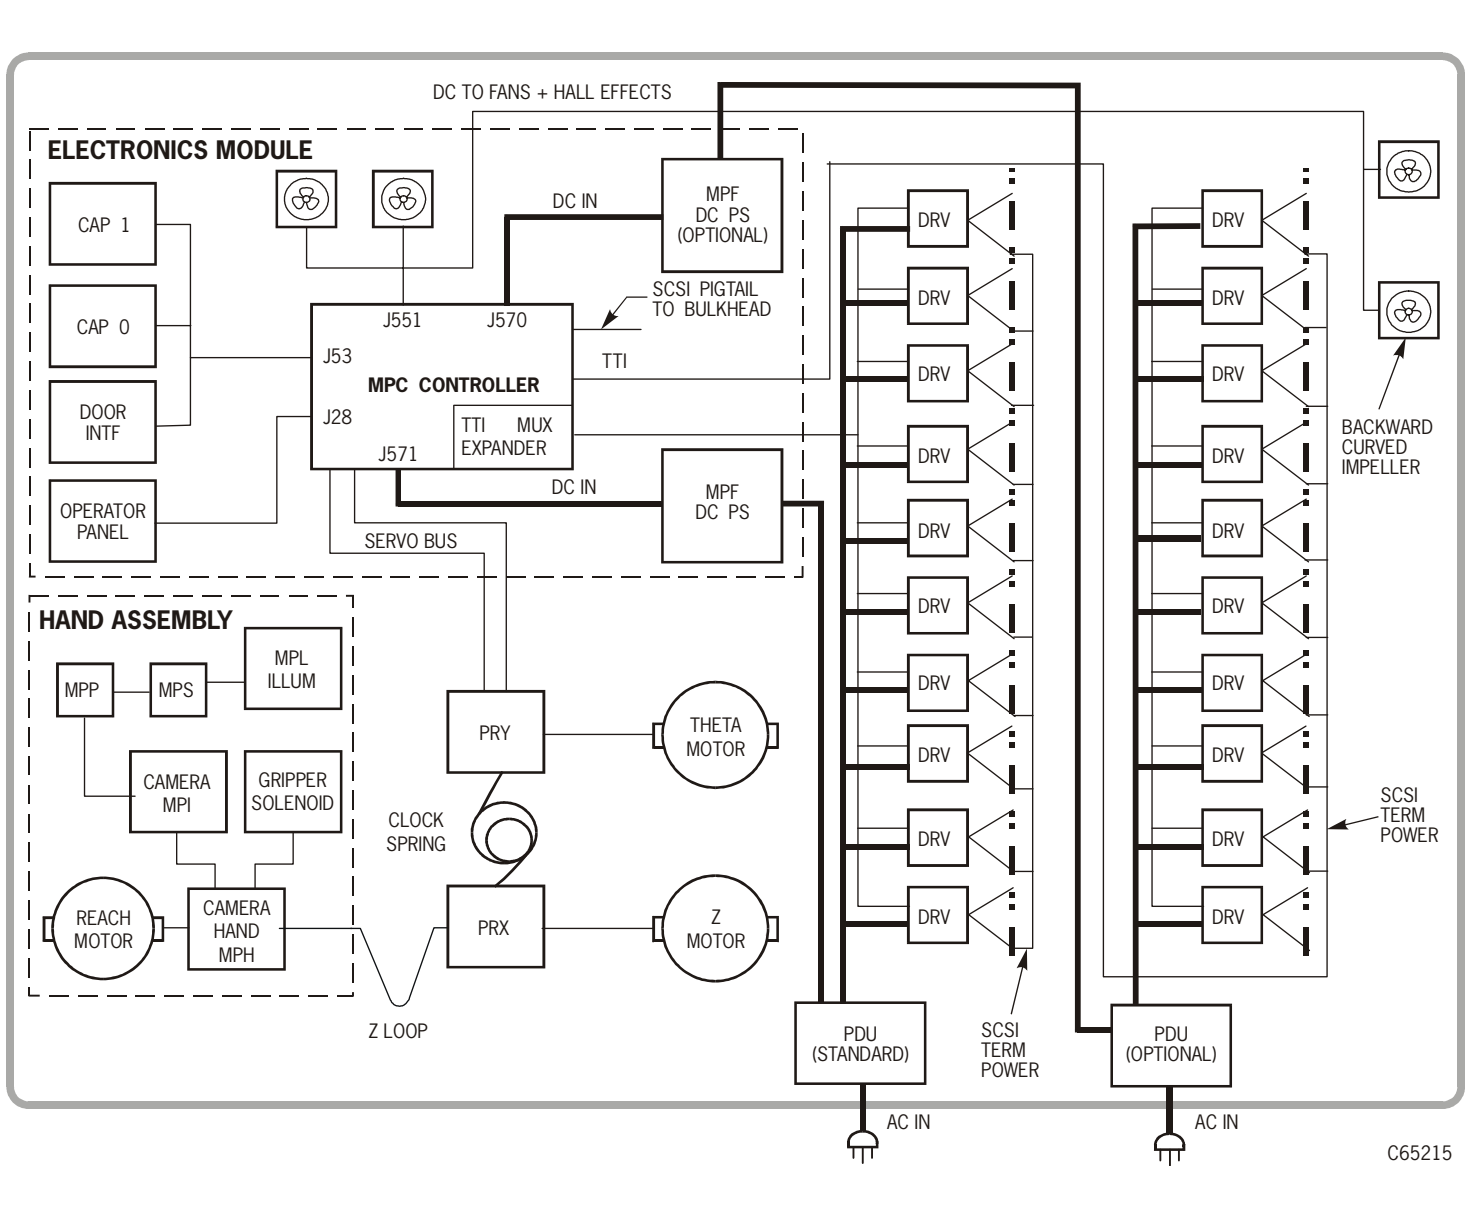 DC TO FANS + HALL EFFECTS
ELECTRONICS MODULE
CAP 1
CAP 0
DOOR
INTF
OPERATOR
PANEL
DC IN
MPF
DC PS
(OPTIONAL)
SCSI PIGTAIL
TO BULKHEAD
J551
J570
J53
MPC CONTROLLER
J28
TTI MUX
EXPANDER
J571
TTI
DC IN
MPF
DC PS
SERVO BUS
HAND ASSEMBLY
MPP
MPS
MPL
ILLUM
CAMERA
MPI
GRIPPER
SOLENOID
REACH
MOTOR
CAMERA
HAND
MPH
Z LOOP
PRY
THETA
MOTOR
CLOCK
SPRING
PRX
Z
MOTOR
DRV
DRV
DRV
DRV
DRV
DRV
DRV
DRV
DRV
DRV
SCSI
TERM
POWER
PDU
(STANDARD)
AC IN
DRV
DRV
DRV
DRV
DRV
DRV
DRV
DRV
DRV
DRV
BACKWARD
CURVED
IMPELLER
SCSI
TERM
POWER
PDU
(OPTIONAL)
AC IN
C65215